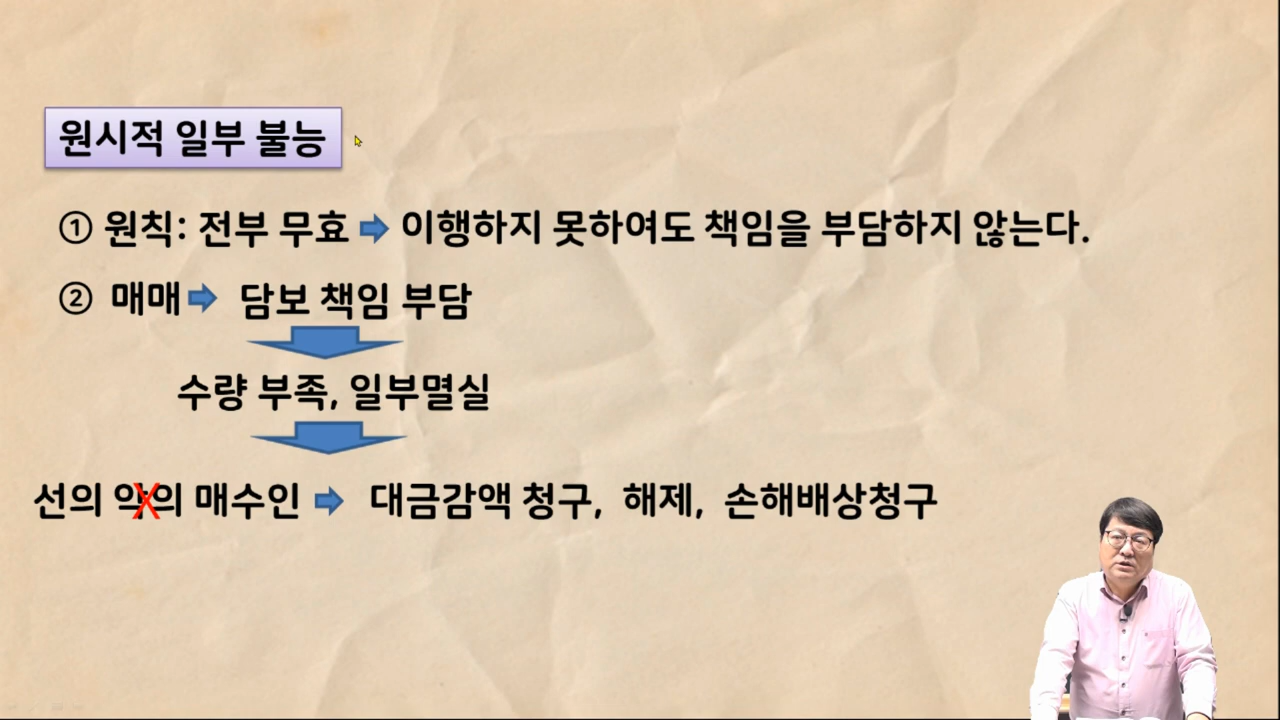 원시적 일부 불능
① 원칙: 전부 무효 ➡ 이행하지 못하여도 책임을 부담하지 않는다.
② 매매 ➡ 담보 책임 부담
수량 부족, 일부멸실
선의 악의 매수인 ➡ 대금감액 청구, 해제, 손해배상청구